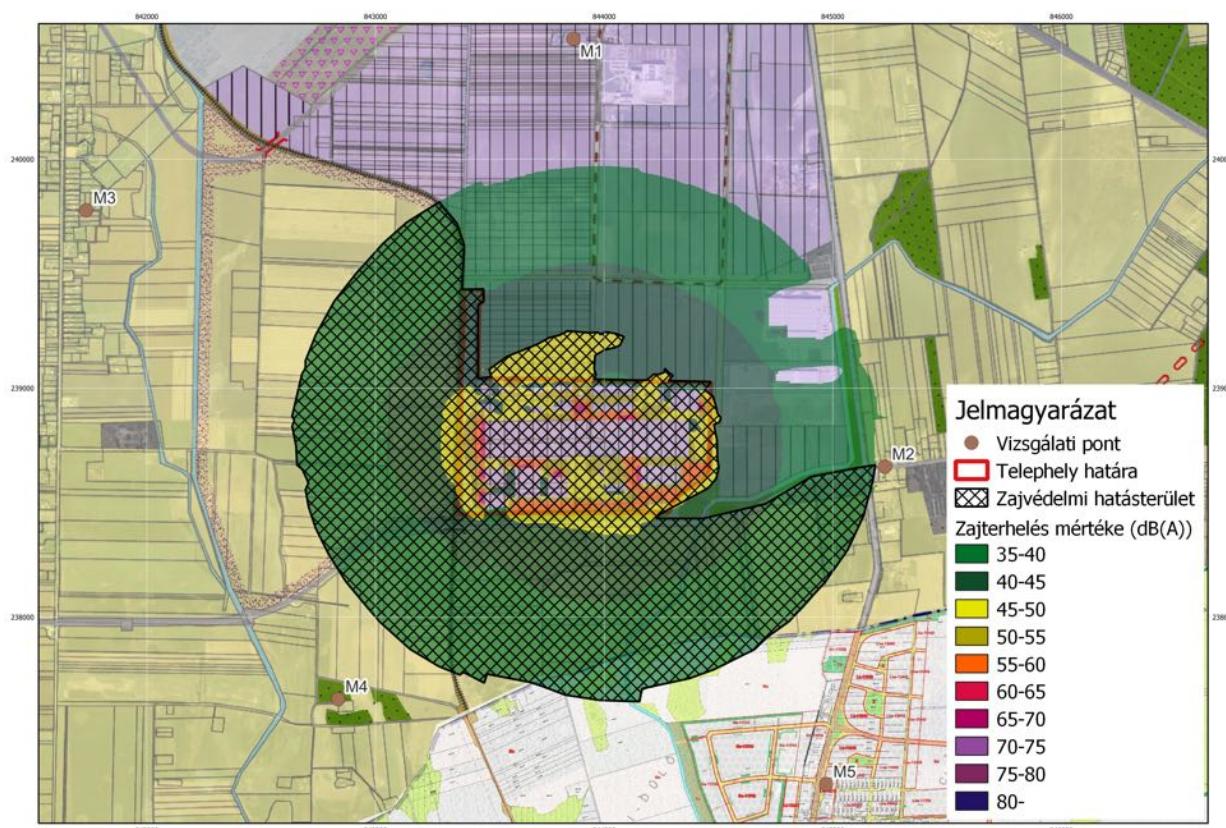 842000 843000 844000 845000 846000
M1
240000
M3
239000
M2
M4
238000
M5
Jelmagyarázat
Vizsgálati pont
Telephely határa
Zajvédelmi hatásterület
Zajterhelés mértéke (dB(A))
35-40
40-45
45-50
50-55
55-60
60-65
65-70
70-75
75-80
80-